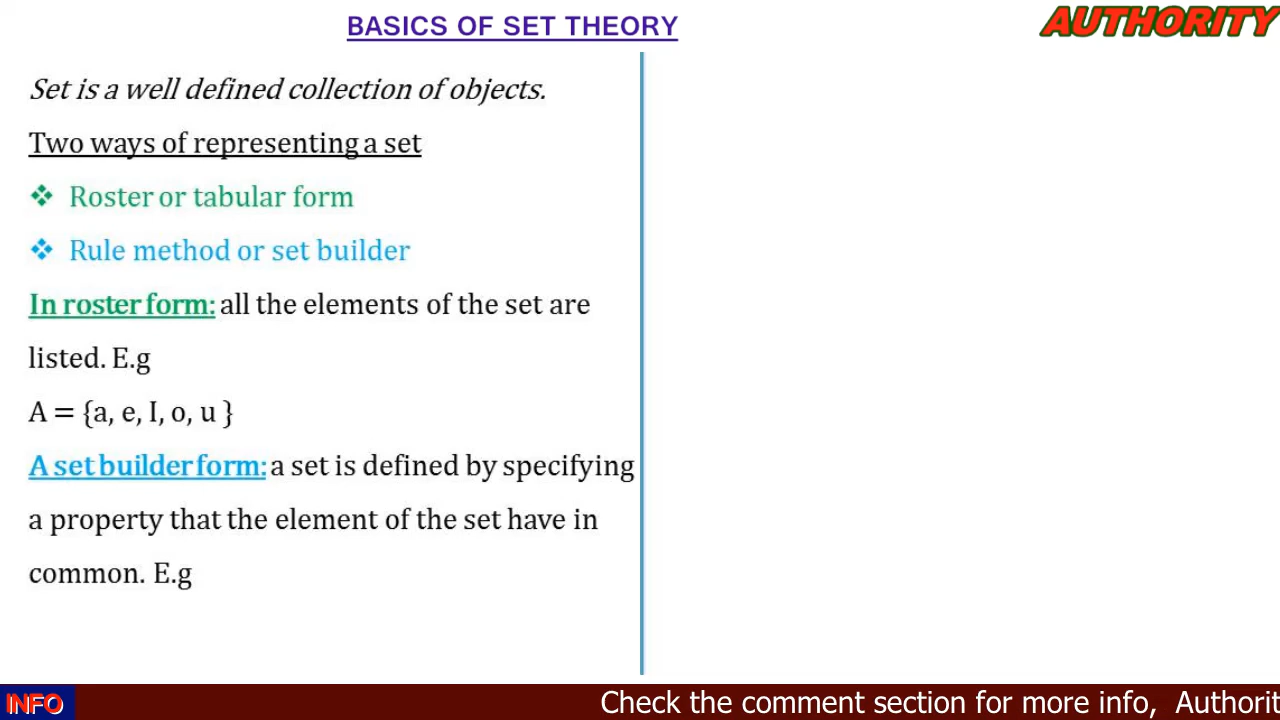 BASICS OF SET THEORY
AUTHORITY
Set is a well defined collection of objects.
Two ways of representing a set
❖ Roster or tabular form
❖ Rule method or set builder
In roster form: all the elements of the set are
listed. E.g
A = {a, e, I, o, u }
A set builder form: a set is defined by specifying
a property that the element of the set have in
common. E.g
INFO
Check the comment section for more info, Authorit